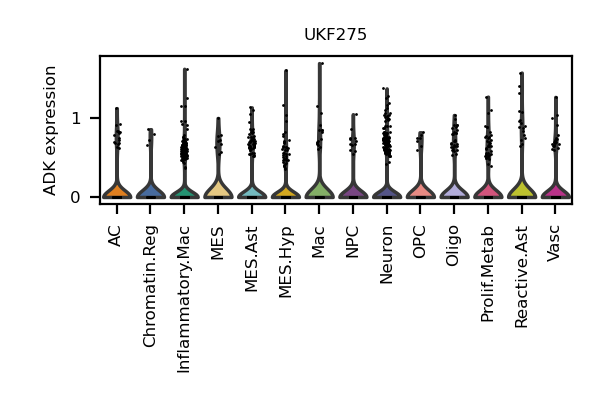 UKF275
ADK expression
1
0
AC
Chromatin.Reg
Inflammatory.Mac
MES
MES.Ast
MES.Hyp
Mac
NPC
Neuron
OPC
Oligo
Prolif.Metab
Reactive.Ast
Vasc